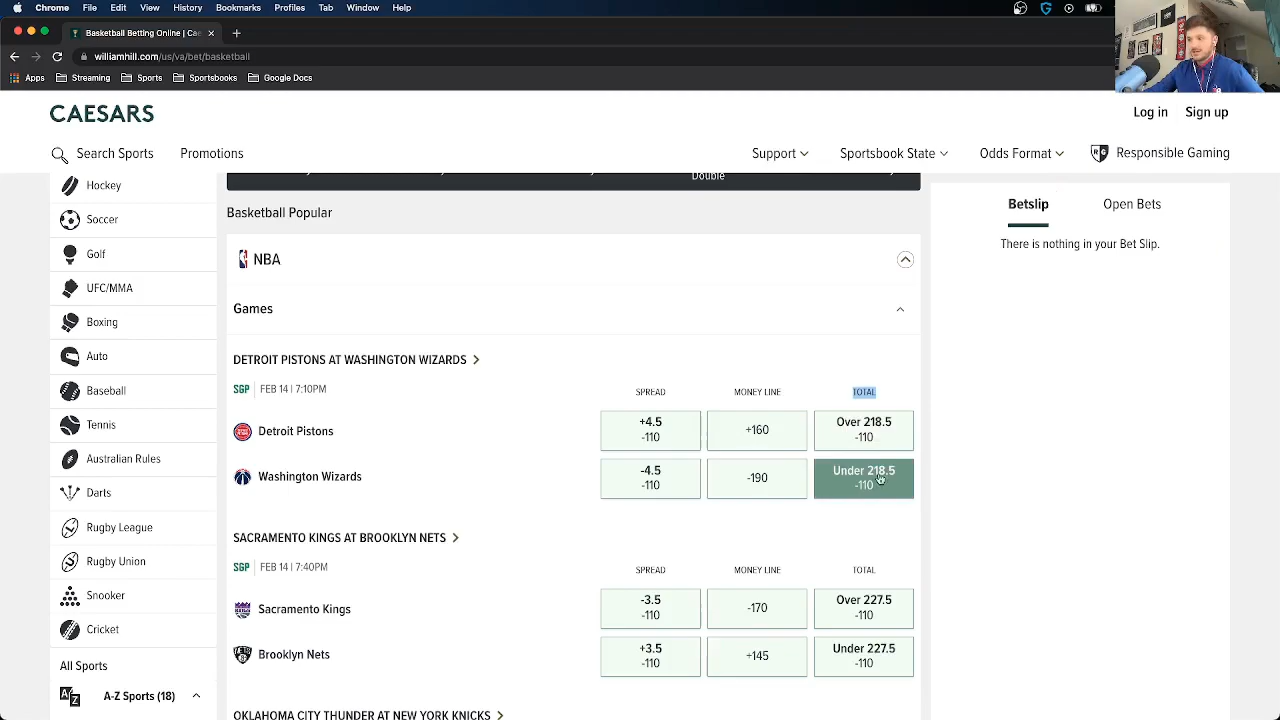 Chrome File Edit View History Bookmarks Profiles Tab Window Help
Basketball Betting Online | Cae
williamhill.com/us/va/bet/basketball
Apps Streaming Sports Sportsbooks Google Docs
CAESARS
Log in Sign up
Search Sports Promotions Support Sportsbook State Odds Format Responsible Gaming
Hockey
Soccer
Golf
UFC/MMA
Boxing
Auto
Baseball
Tennis
Australian Rules
Darts
Rugby League
Rugby Union
Snooker
Cricket
All Sports
A-Z Sports (18)
Double
Basketball Popular
NBA
Games
DETROIT PISTONS AT WASHINGTON WIZARDS
SGP FEB 14 | 7:10PM
SPREAD MONEY LINE TOTAL
Detroit Pistons
+4.5
-110
+160
Over 218.5
-110
Washington Wizards
-4.5
-110
-190
Under 218.5
-110
SACRAMENTO KINGS AT BROOKLYN NETS
SGP FEB 14 | 7:40PM
SPREAD MONEY LINE TOTAL
Sacramento Kings
-3.5
-110
-170
Over 227.5
-110
Brooklyn Nets
+3.5
-110
+145
Under 227.5
-110
OKLAHOMA CITY THUNDER AT NEW YORK KNICKS
Betslip Open Bets
There is nothing in your Bet Slip.